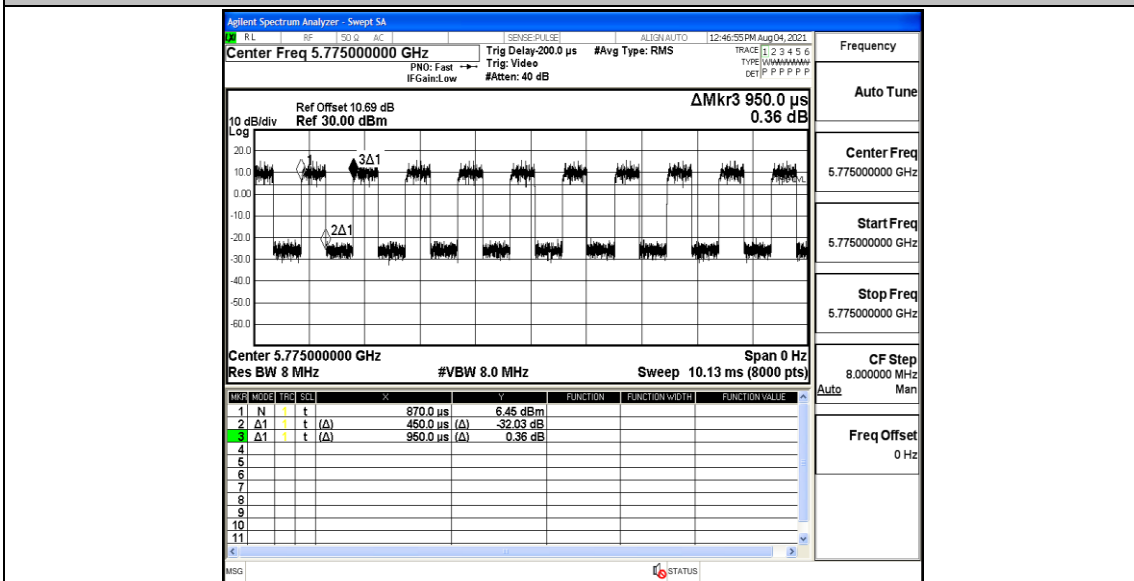 Agilent Spectrum Analyzer - Swept SA
LXI RL RF 50 Ω AC SENSE:PULSE ALIGN AUTO 12:46:55 PM Aug 04, 2021
Center Freq 5.775000000 GHz
PNO: Fast
IFGain:Low
Trig Delay-200.0 µs
Trig: Video
#Atten: 40 dB
#Avg Type: RMS
TRACE 1 2 3 4 5 6
TYPE
DET P P P P P P
Ref Offset 10.69 dB
10 dB/div Ref 30.00 dBm
Log
ΔMkr3 950.0 µs
0.36 dB
20.0
10.0
0.00
-10.0
-20.0
-30.0
-40.0
-50.0
-60.0
1
3Δ1
2Δ1
Center 5.775000000 GHz Span 0 Hz
Res BW 8 MHz #VBW 8.0 MHz Sweep 10.13 ms (8000 pts)
MKR MODE TRC SCL X Y FUNCTION FUNCTION WIDTH FUNCTION VALUE
1 N 1 t 870.0 µs 6.45 dBm
2 Δ1 1 t (Δ) 450.0 µs (Δ) -32.03 dB
3 Δ1 1 t (Δ) 950.0 µs (Δ) 0.36 dB
4
5
6
7
8
9
10
11
MSG STATUS
Frequency
Auto Tune
Center Freq
5.775000000 GHz
Start Freq
5.775000000 GHz
Stop Freq
5.775000000 GHz
CF Step
8.000000 MHz
Auto Man
Freq Offset
0 Hz